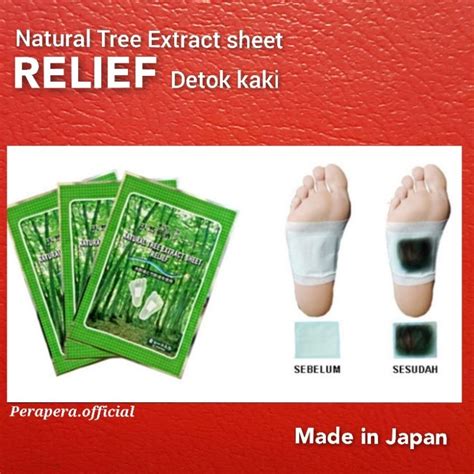 Natural Tree Extract sheet
RELIEF Detok kaki
NATURAL TREE EXTRACT SHEET
RELIEF
SEBELUM
SESUDAH
Perapera.official
Made in Japan